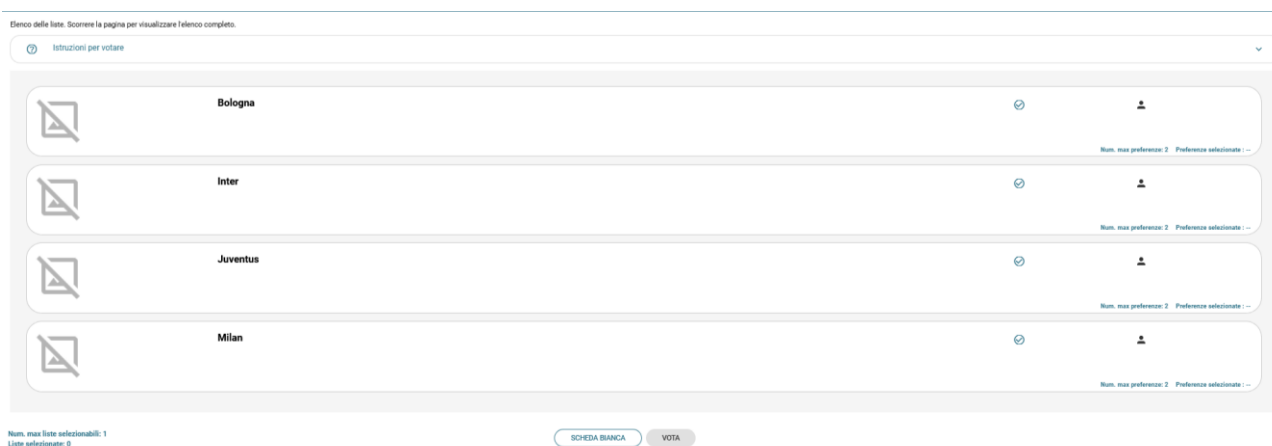 Elenco delle liste. Scorrere la pagina per visualizzare l'elenco completo.
Istruzioni per votare
Bologna
Num. max preferenze: 2 Preferenze selezionate : --
Inter
Num. max preferenze: 2 Preferenze selezionate : --
Juventus
Num. max preferenze: 2 Preferenze selezionate : --
Milan
Num. max preferenze: 2 Preferenze selezionate : --
Num. max liste selezionabili: 1
Liste selezionate: 0
SCHEDA BIANCA VOTA